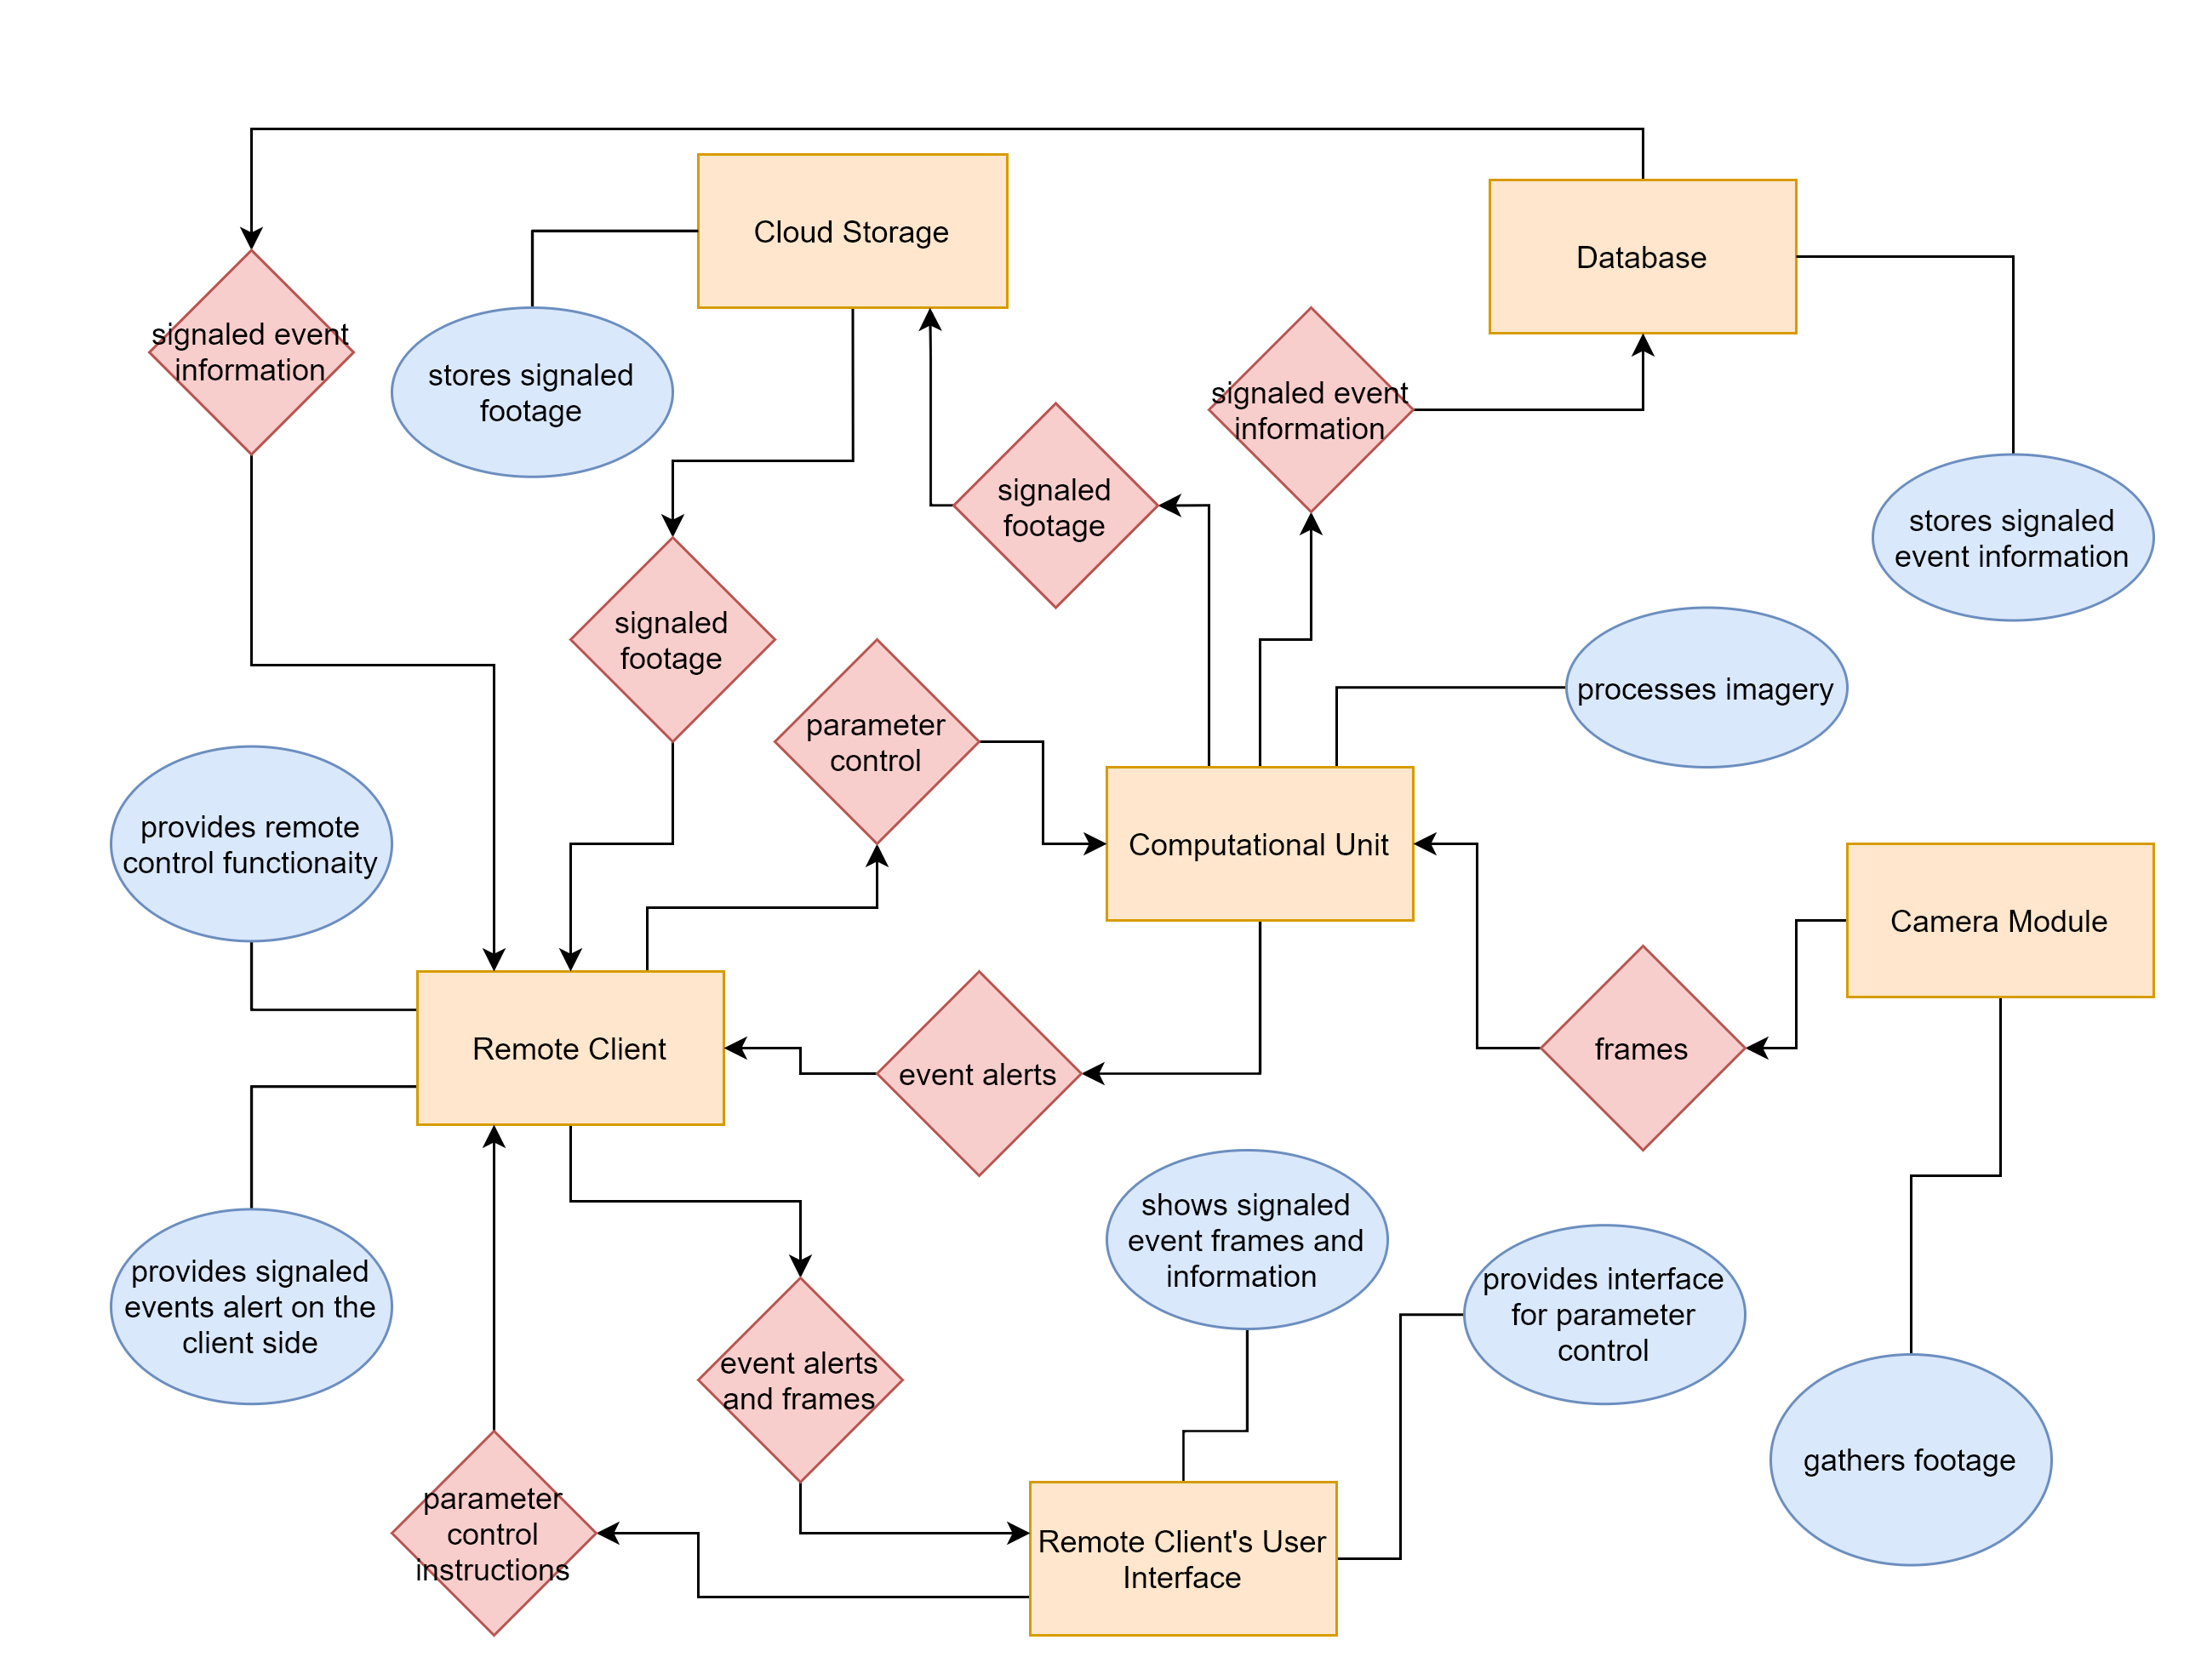 Cloud Storage
Database
signaled event
information
stores signaled
footage
signaled event
information
signaled
footage
stores signaled
event information
signaled
footage
processes imagery
parameter
control
provides remote
control functionaity
Computational Unit
Camera Module
Remote Client
event alerts
frames
shows signaled
event frames and
information
provides signaled
events alert on the
client side
provides interface
for parameter
control
event alerts
and frames
gathers footage
parameter
control
instructions
Remote Client's User
Interface